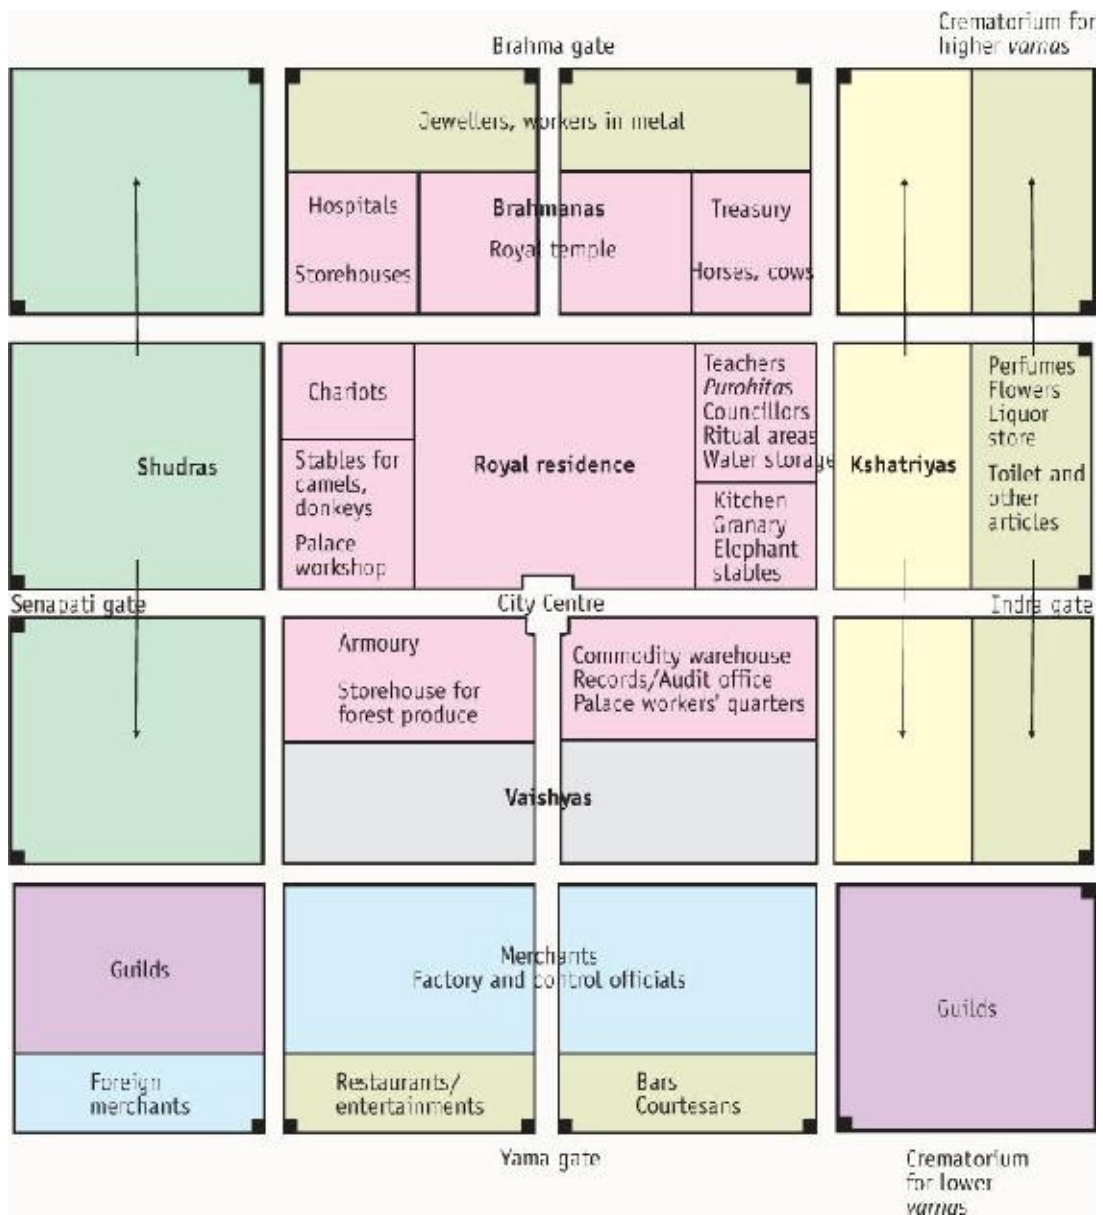 Crematorium for
higher varnas
Brahma gate
Jewellers, workers in metal
Hospitals
Storehouses
Brahmanas
Royal temple
Treasury
Horses, cows
Shudras
Chariots
Stables for
camels,
donkeys
Palace
workshop
Royal residence
Teachers
Purohitas
Councillors
Ritual areas
Water storage
Kitchen
Granary
Elephant
stables
Kshatriyas
Perfumes
Flowers
Liquor
store
Toilet and
other
articles
Senapati gate
City Centre
Indra gate
Armoury
Storehouse for
forest produce
Commodity warehouse
Records/Audit office
Palace workers' quarters
Vaishyas
Guilds
Merchants
Factory and control officials
Guilds
Foreign
merchants
Restaurants/
entertainments
Bars
Courtesans
Yama gate
Crematorium
for lower
varnas